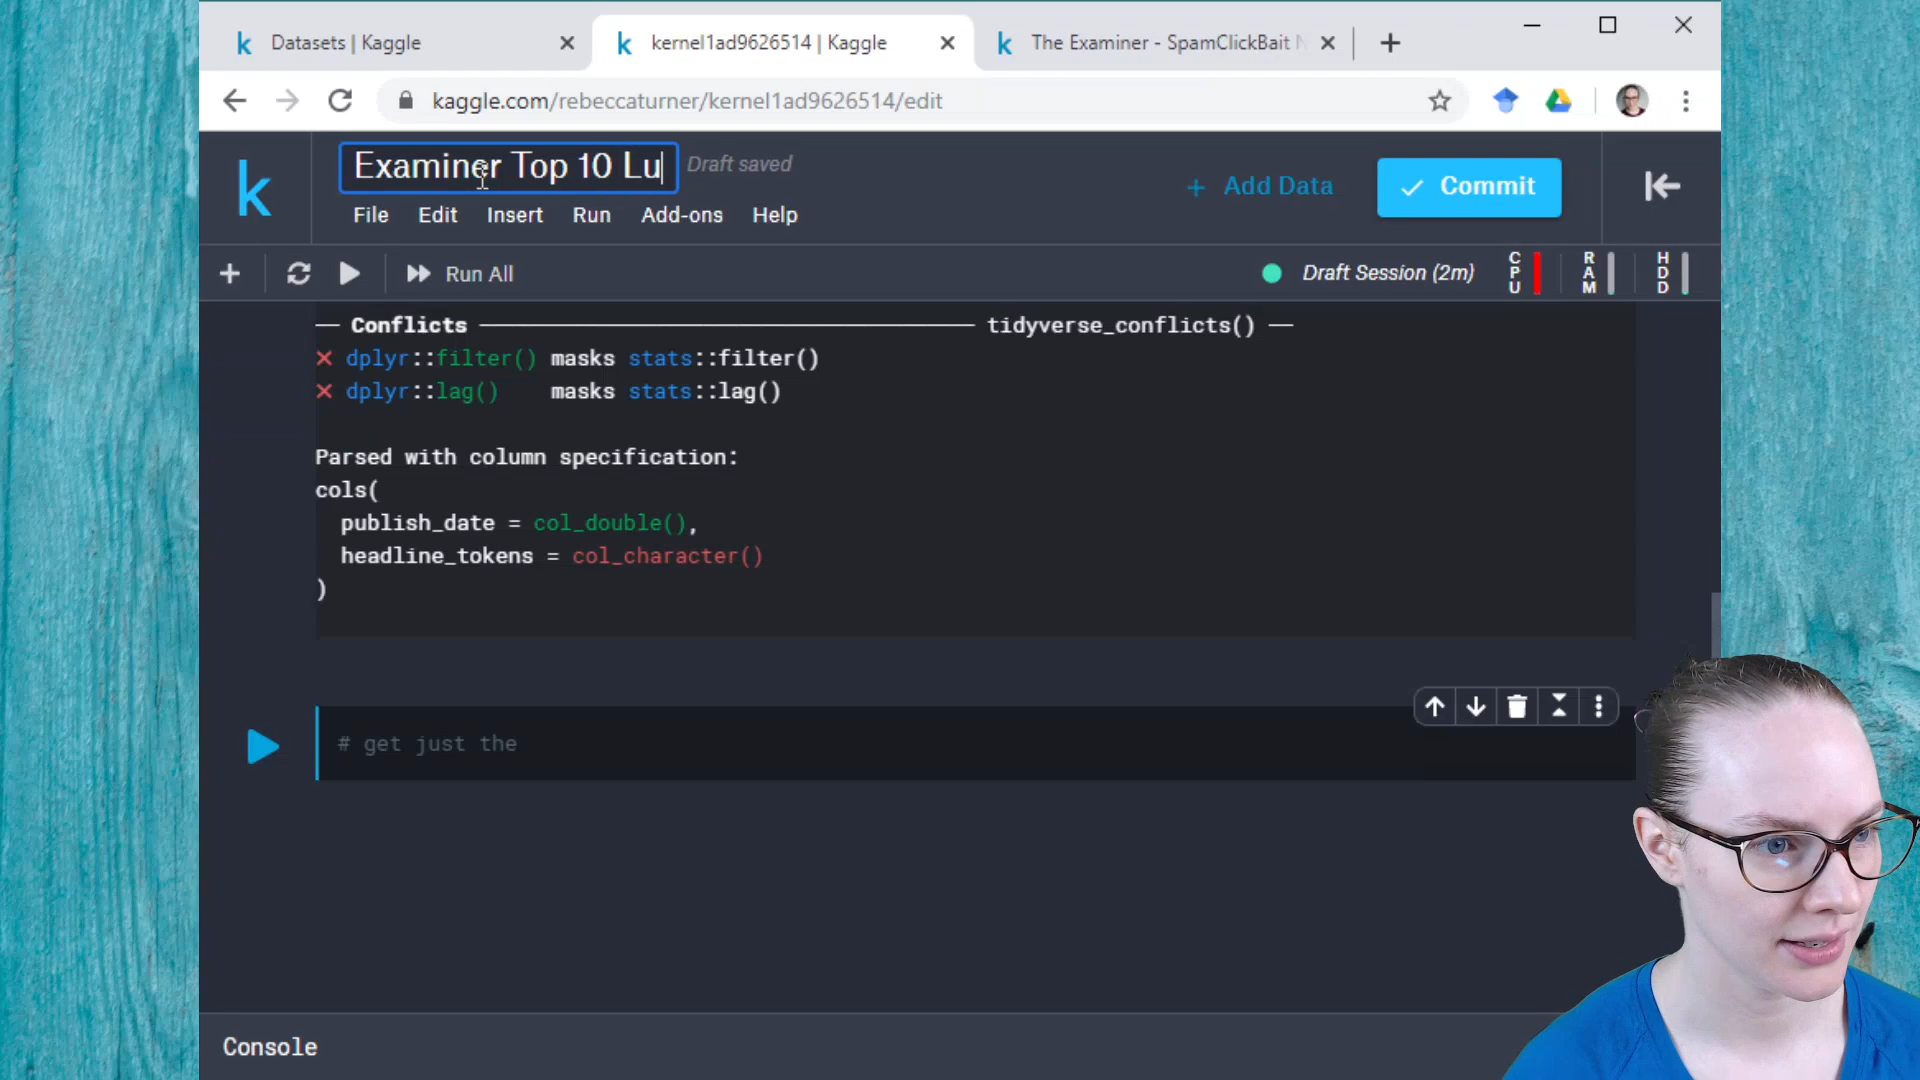 Datasets | Kaggle
kernel1ad9626514 | Kaggle
The Examiner - SpamClickBait
kaggle.com/rebeccaturner/kernel1ad9626514/edit
k
Examiner Top 10 Lu
Draft saved
+ Add Data
Commit
File Edit Insert Run Add-ons Help
+
Run All
Draft Session (2m)
CPU
RAM
HDD
── Conflicts ────────── tidyverse_conflicts() ──
✕ dplyr::filter() masks stats::filter()
✕ dplyr::lag() masks stats::lag()
Parsed with column specification:
cols(
publish_date = col_double(),
headline_tokens = col_character()
)
# get just the
Console